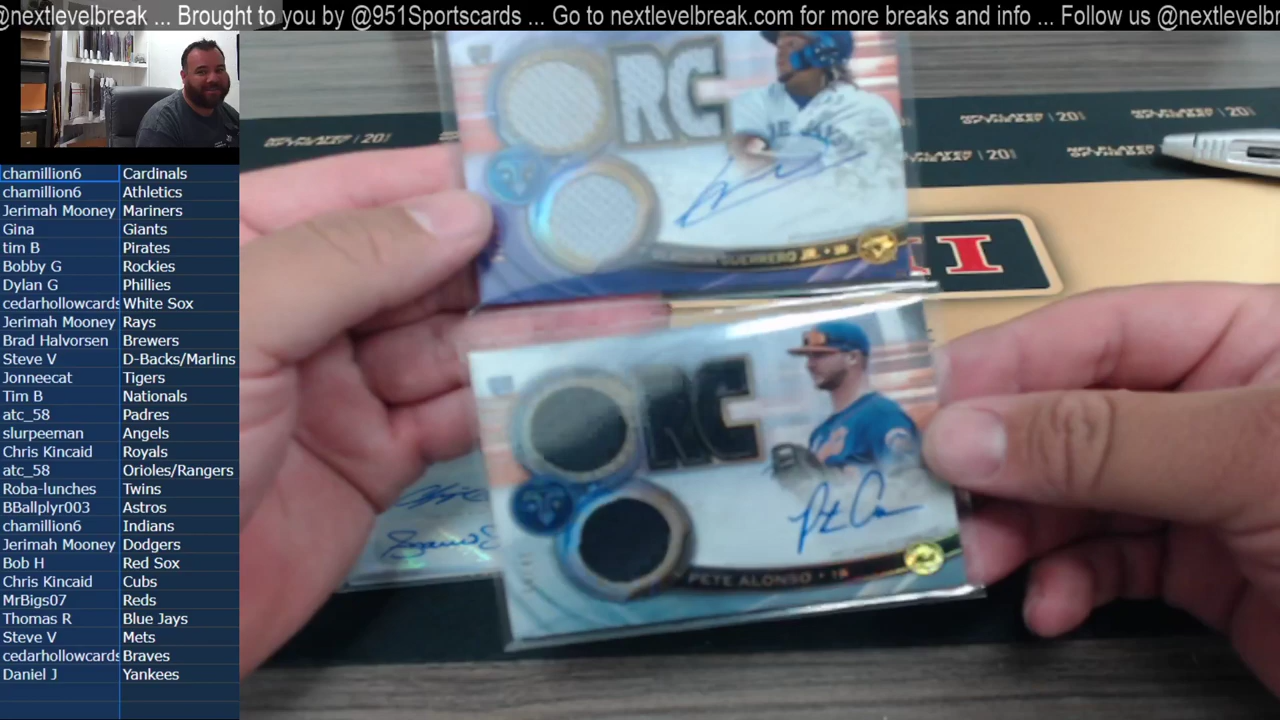 @nextlevelbreak ... Brought to you by @951Sportscards ... Go to nextlevelbreak.com for more breaks and info ... Follow us @nextlevelbr
chamillion6 Cardinals
chamillion6 Athletics
Jerimah Mooney Mariners
Gina Giants
tim B Pirates
Bobby G Rockies
Dylan G Phillies
cedarhollowcards White Sox
Jerimah Mooney Rays
Brad Halvorsen Brewers
Steve V D-Backs/Marlins
Jonneecat Tigers
Tim B Nationals
atc_58 Padres
slurpeeman Angels
Chris Kincaid Royals
atc_58 Orioles/Rangers
Roba-lunches Twins
BBallplyr003 Astros
chamillion6 Indians
Jerimah Mooney Dodgers
Bob H Red Sox
Chris Kincaid Cubs
MrBigs07 Reds
Thomas R Blue Jays
Steve V Mets
cedarhollowcards Braves
Daniel J Yankees
RC
GUERRERO JR.
RC
PETE ALONSO
NFL PLAYER